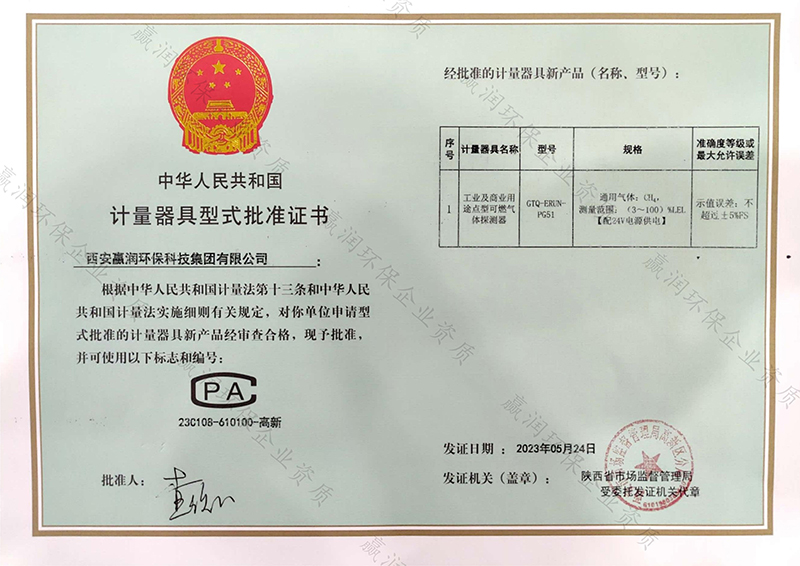 中华人民共和国
计量器具型式批准证书
西安赢润环保科技集团有限公司：
根据中华人民共和国计量法第十三条和中华人民
共和国计量法实施细则有关规定，对你单位申请型
式批准的计量器具新产品经审查合格，现予批准，
并可使用以下标志和编号：
CPA
23C108-610100-高新
批准人：
经批准的计量器具新产品（名称、型号）：
序号 计量器具名称 型号 规格 准确度等级或最大允许误差
1 工业及商业用途点型可燃气体探测器 GTQ-ERUN-PG51 通用气体：CH₄，测量范围：（3～100）%LEL【配24V电源供电】 示值误差：不超过±5%FS
发证日期： 2023年05月24日
发证机关（盖章）： 陕西省市场监督管理局
受委托发证机关代章
赢润环保企业资质